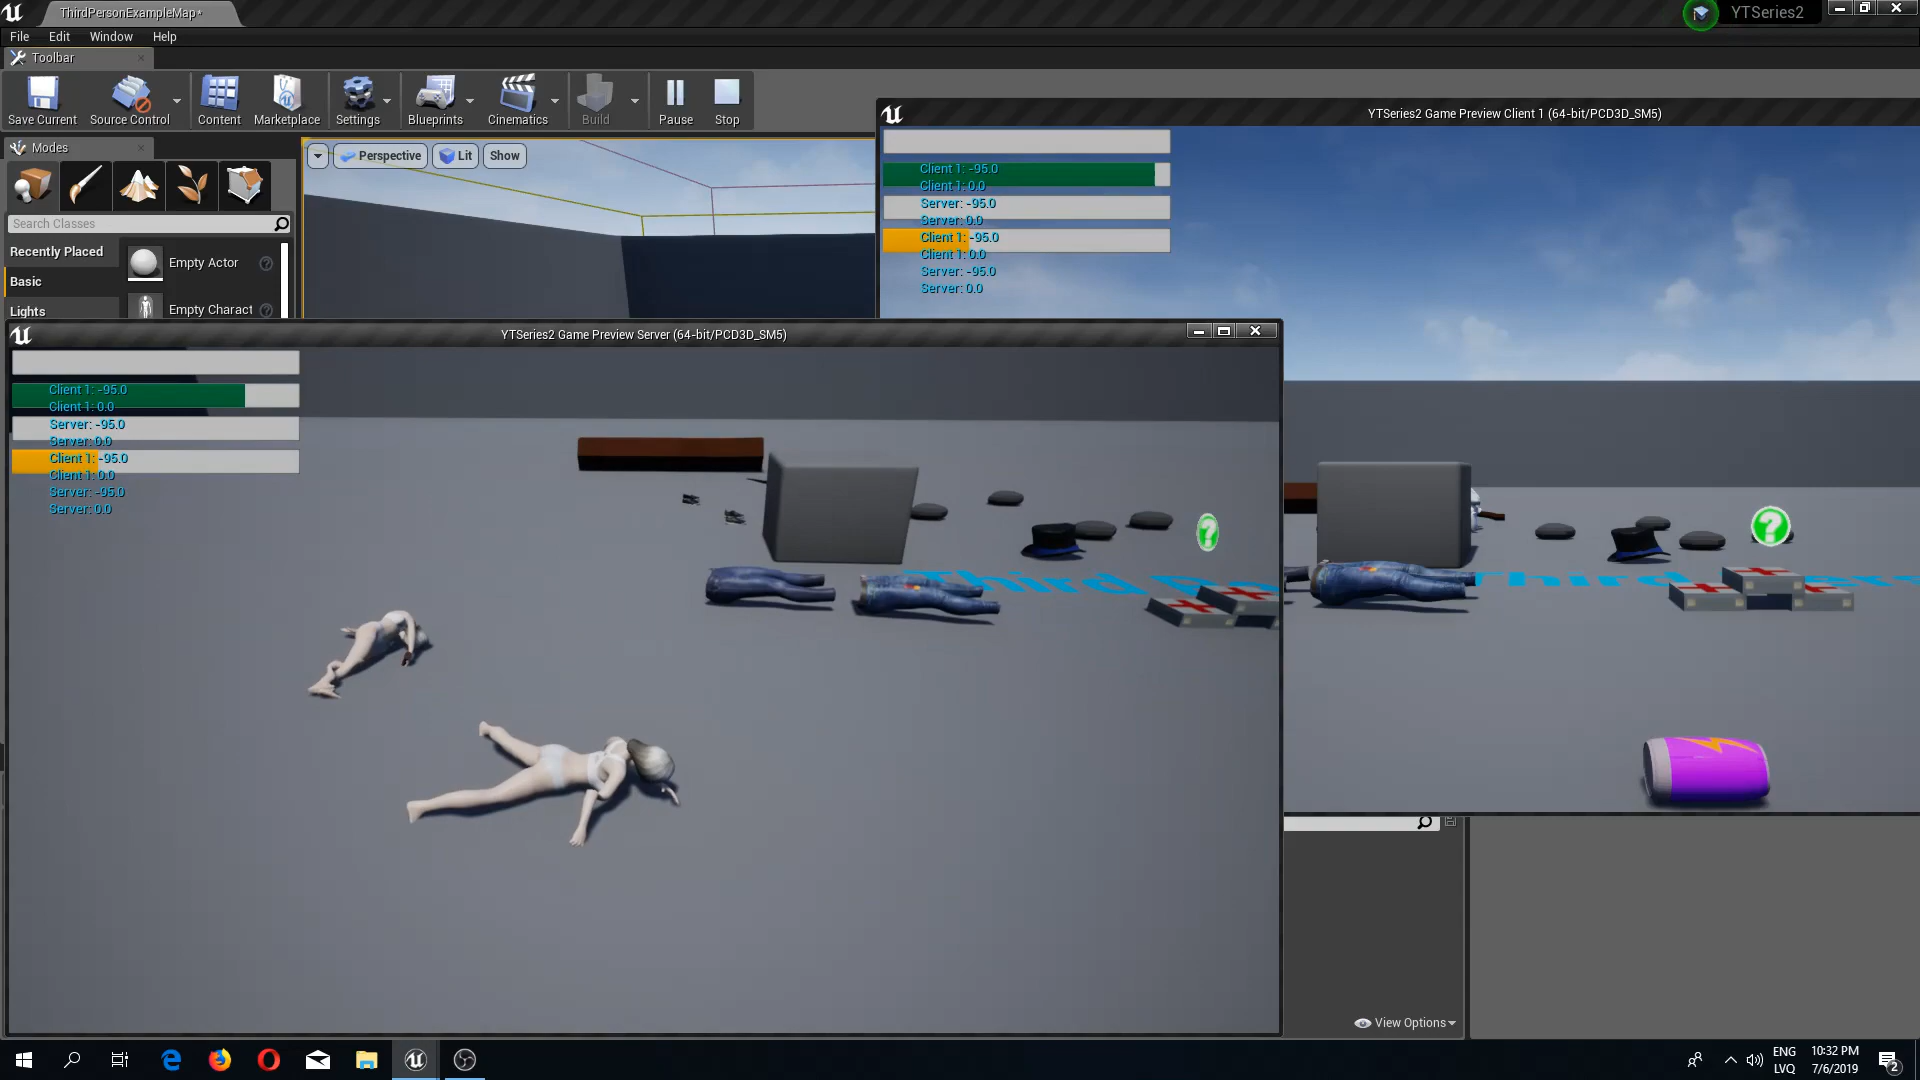 ThirdPersonExampleMap*
YTSeries2
File Edit Window Help
Toolbar
Save Current Source Control Content Marketplace Settings Blueprints Cinematics Build Pause Stop
YTSeries2 Game Preview Client 1 (64-bit/PCD3D_SM5)
Modes
Perspective Lit Show
Search Classes
Recently Placed
Basic
Lights
Empty Actor
Empty Charact
Client 1: -95.0
Client 1: 0.0
Server: -95.0
Server: 0.0
Client 1: -95.0
Client 1: 0.0
Server: -95.0
Server: 0.0
YTSeries2 Game Preview Server (64-bit/PCD3D_SM5)
Client 1: -95.0
Client 1: 0.0
Server: -95.0
Server: 0.0
Client 1: -95.0
Client 1: 0.0
Server: -95.0
Server: 0.0
Third
Third
View Options
ENG
LVQ
10:32 PM
7/6/2019
2